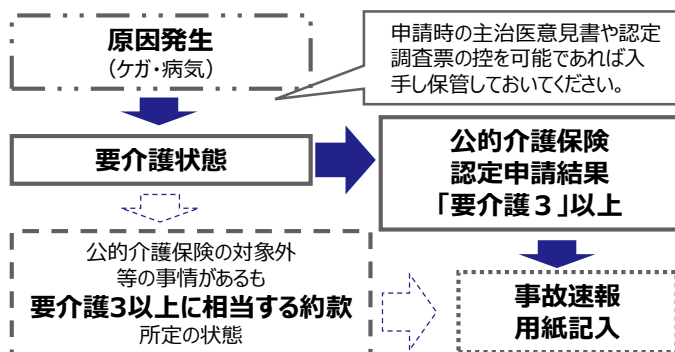 原因発生
(ケガ・病気)
申請時の主治医意見書や認定
調査票の控を可能であれば入
手し保管しておいてください。
要介護状態
公的介護保険
認定申請結果
「要介護３」以上
公的介護保険の対象外
等の事情があるも
要介護3以上に相当する約款
所定の状態
事故速報
用紙記入